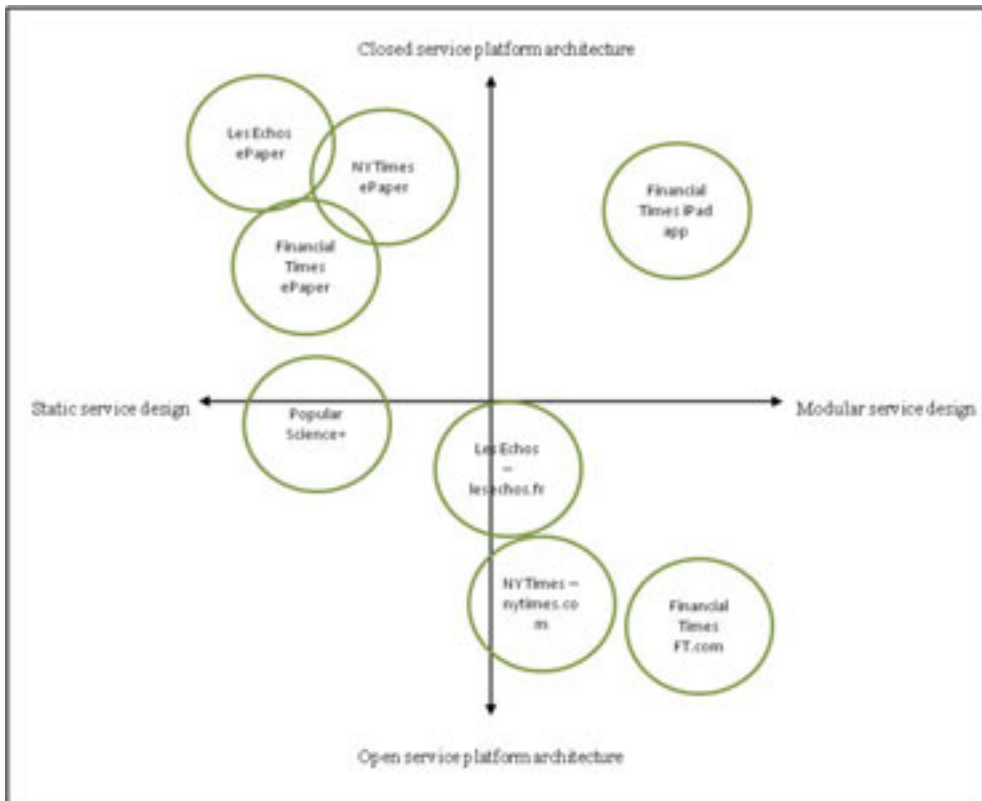 Closed service platform architecture
Les Echos
ePaper
NYTimes
ePaper
Financial
Times iPad
app
Financial
Times
ePaper
Static service design
Modular service design
Popular
Science+
Les Echos
–
lesechos.fr
NYTimes –
nytimes.co
m
Financial
Times
FT.com
Open service platform architecture